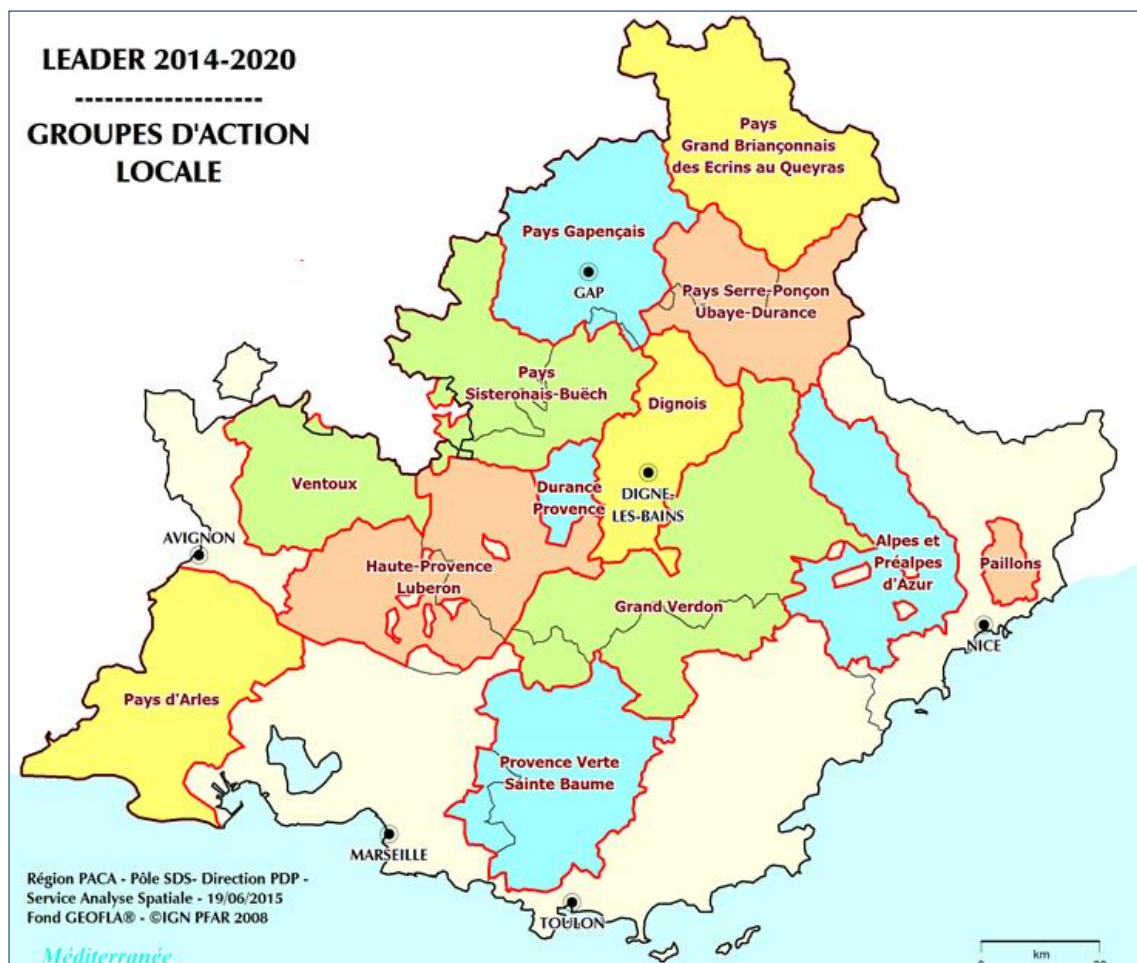 LEADER 2014-2020
-------------------
GROUPES D'ACTION
LOCALE
Pays
Grand Briançonnais
des Ecrins au Queyras
Pays Gapençais
GAP
Pays Serre-Ponçon
Ubaye-Durance
Pays
Sisteronais-Buëch
Dignois
Ventoux
Durance
Provence
DIGNE-
LES-BAINS
AVIGNON
Haute-Provence
Luberon
Alpes et
Préalpes
d'Azur
Paillons
Grand Verdon
NICE
Pays d'Arles
Provence Verte
Sainte Baume
MARSEILLE
TOULON
Région PACA - Pôle SDS- Direction PDP -
Service Analyse Spatiale - 19/06/2015
Fond GEOFLA® - ©IGN PFAR 2008
Méditerranée
km